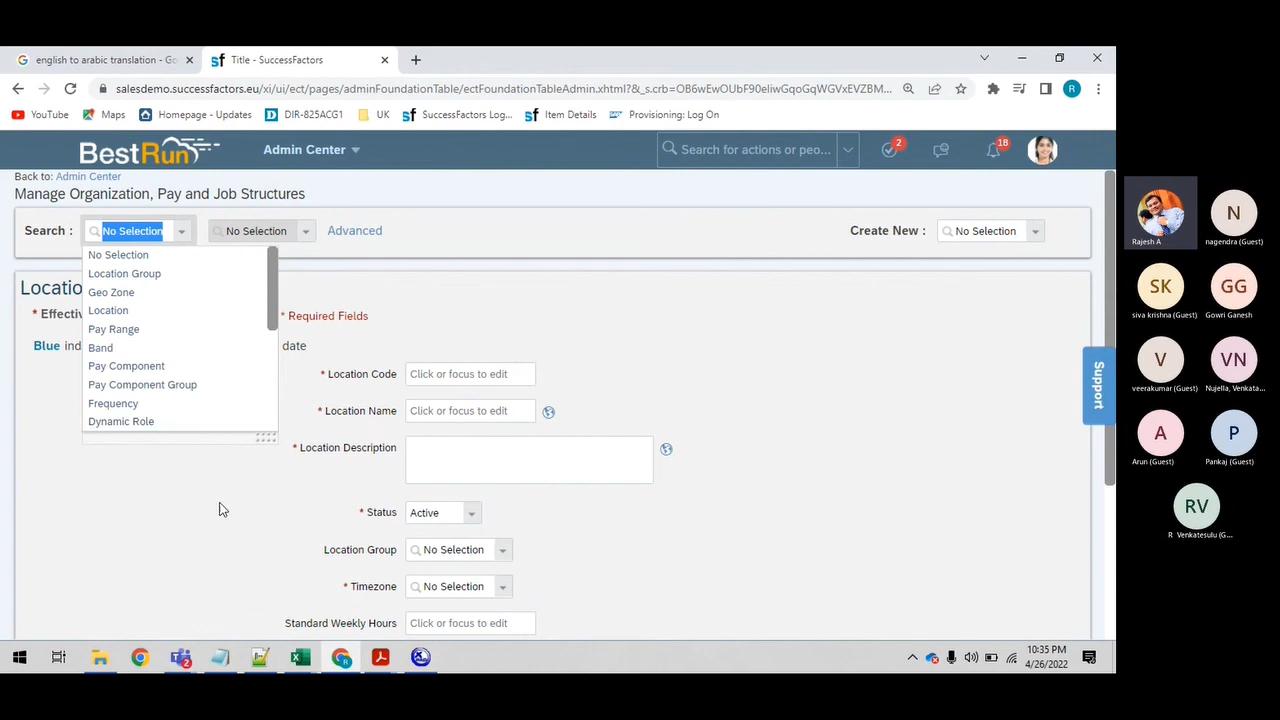 english to arabic translation - Go
Title - SuccessFactors
salesdemo.successfactors.eu/xi/ui/ect/pages/adminFoundationTable/ectFoundationTableAdmin.xhtml?&_s.crb=OB6wEwOUbF90eliwGqoGqWGVxEVZBM...
R
YouTube
Maps
Homepage - Updates
DIR-825ACG1
UK
SuccessFactors Log...
Item Details
Provisioning: Log On
BestRun
Admin Center
Search for actions or peo...
2
18
Back to: Admin Center
Manage Organization, Pay and Job Structures
Search :
No Selection
No Selection
Advanced
Create New :
No Selection
No Selection
Location Group
Geo Zone
Location
Pay Range
Band
Pay Component
Pay Component Group
Frequency
Dynamic Role
Locatio
* Effectiv
* Required Fields
Blue ind
date
* Location Code
Click or focus to edit
* Location Name
Click or focus to edit
* Location Description
* Status
Active
Location Group
No Selection
* Timezone
No Selection
Standard Weekly Hours
Click or focus to edit
Support
10:35 PM
4/26/2022
2
Rajesh A
N
nagendra (Guest)
SK
siva krishna (Guest)
GG
Gowri Ganesh
V
veerakumar (Guest)
VN
Nujella, Venkata...
A
Arun (Guest)
P
Pankaj (Guest)
RV
R Venkatesulu (G...